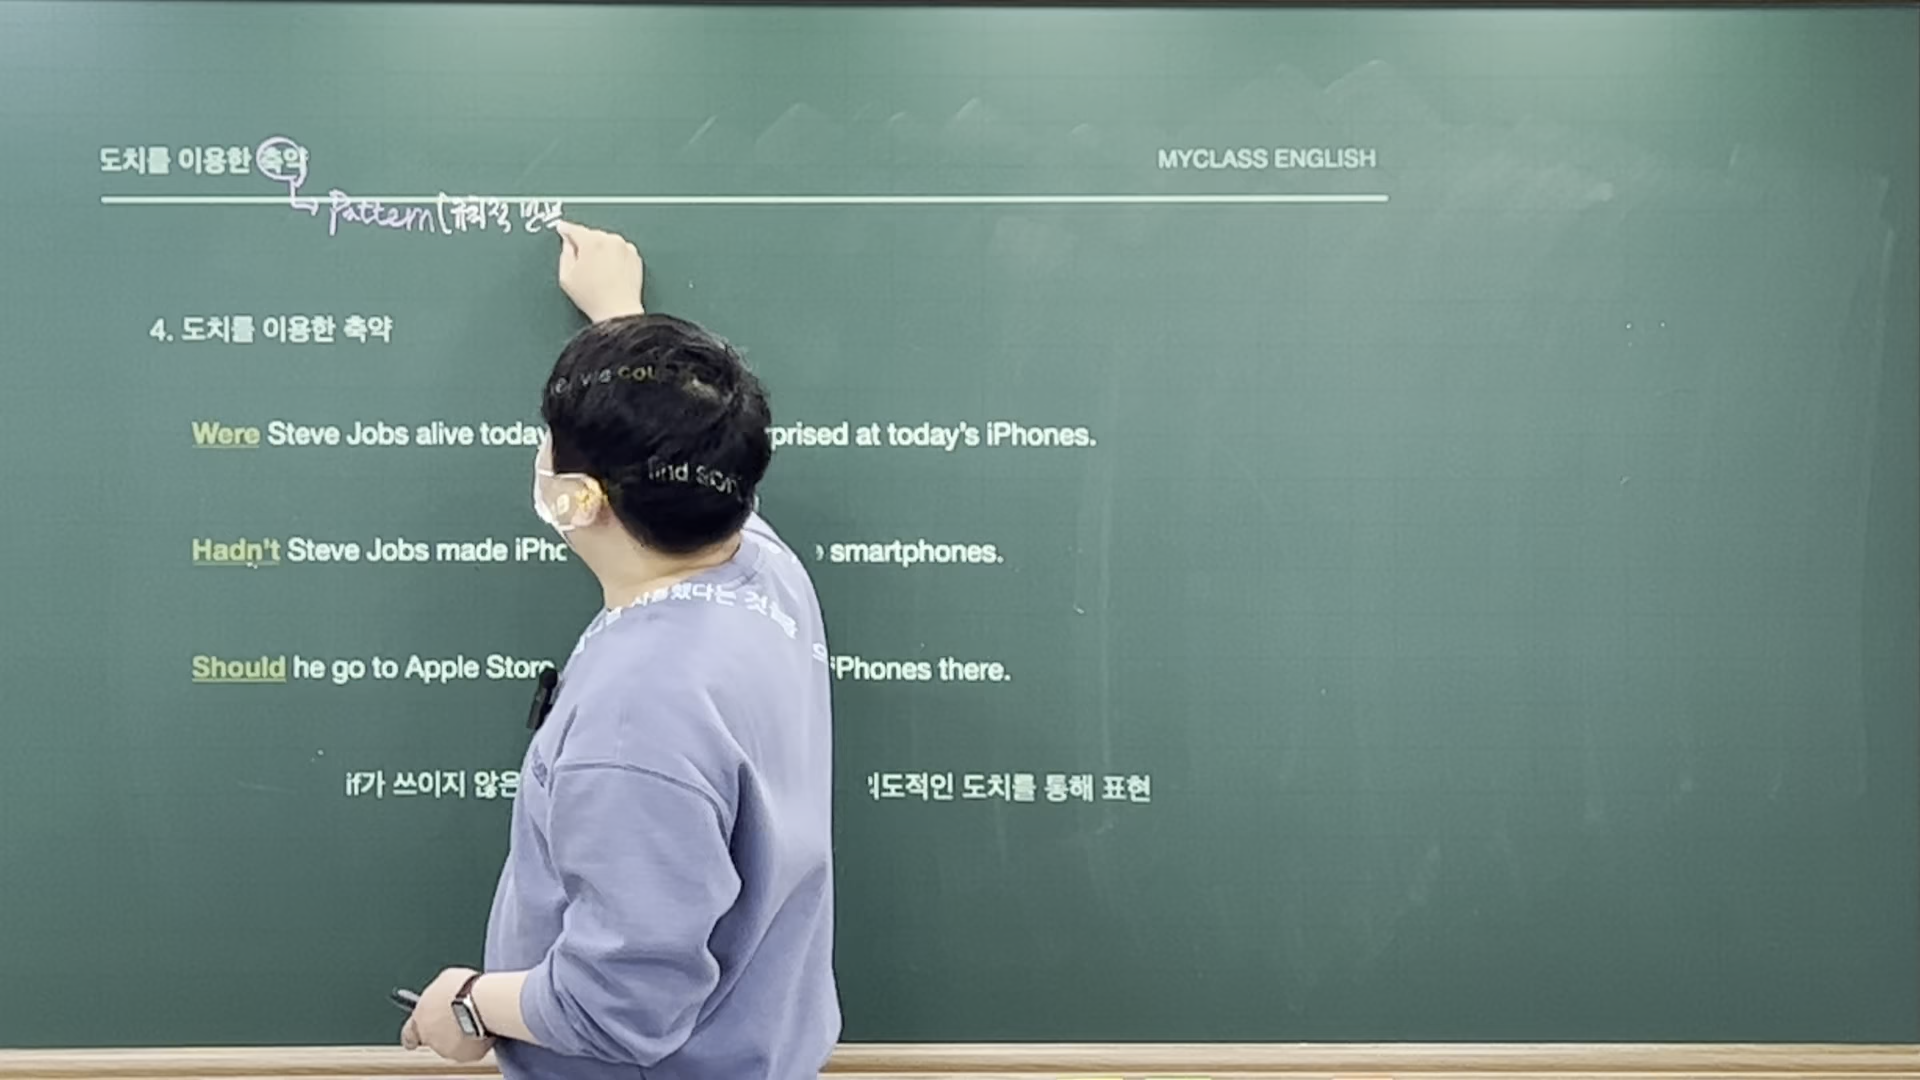 도치를 이용한 축약
MYCLASS ENGLISH
Pattern (규칙적 반복
4. 도치를 이용한 축약
Were Steve Jobs alive today prised at today's iPhones.
Hadn't Steve Jobs made iPho smartphones.
Should he go to Apple Store iPhones there.
if가 쓰이지 않은 의도적인 도치를 통해 표현